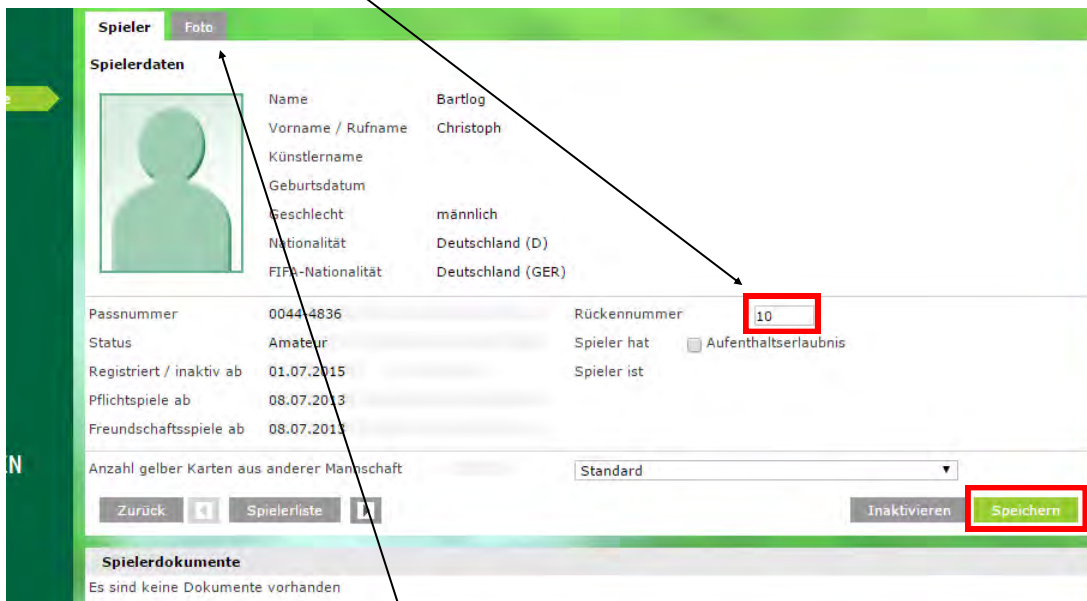 Spieler Foto
Spielerdaten
Name Bartlog
Vorname / Rufname Christoph
Künstlername
Geburtsdatum
Geschlecht männlich
Nationalität Deutschland (D)
FIFA-Nationalität Deutschland (GER)
Passnummer 0044-4836 Rückennummer 10
Status Amateur Spieler hat Aufenthaltserlaubnis
Registriert / inaktiv ab 01.07.2015 Spieler ist
Pflichtspiele ab 08.07.2013
Freundschaftsspiele ab 08.07.2013
EN
Anzahl gelber Karten aus anderer Mannschaft Standard
Zurück Spielerliste Inaktivieren Speichern
Spielerdokumente
Es sind keine Dokumente vorhanden